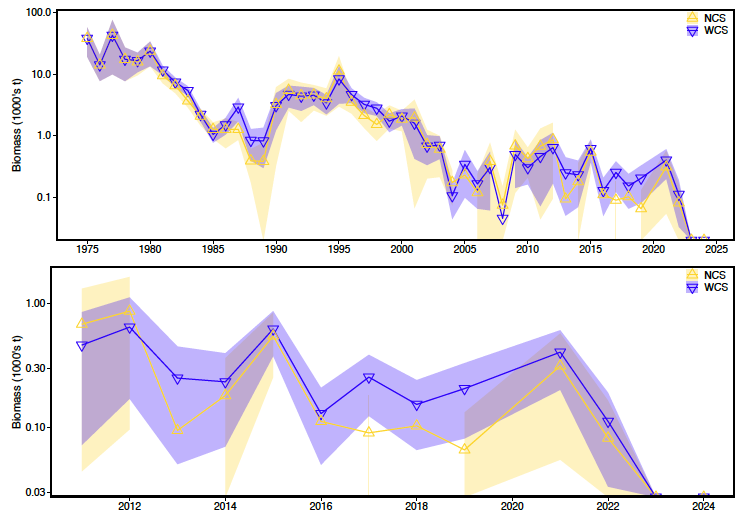 100.0
10.0
1.0
0.1
Biomass (1000's t)
NCS
WCS
1975 1980 1985 1990 1995 2000 2005 2010 2015 2020 2025
1.00
0.30
0.10
0.03
Biomass (1000's t)
NCS
WCS
2012 2014 2016 2018 2020 2022 2024